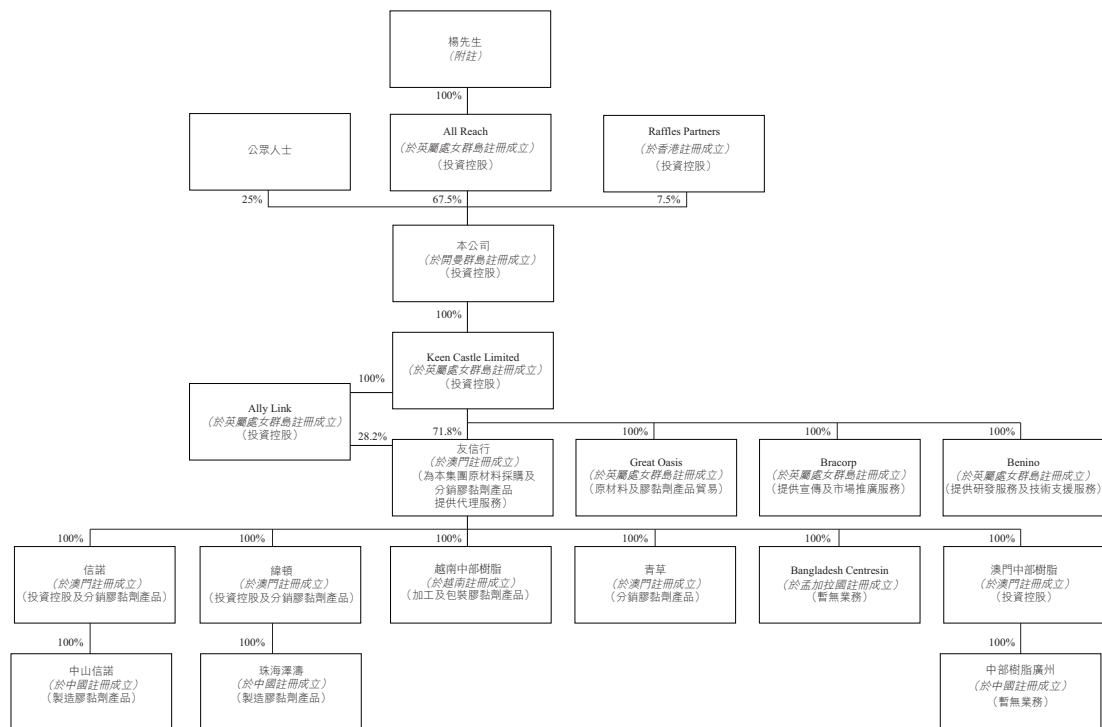 楊先生
（附註）
100%
公眾人士
All Reach
（於英屬處女群島註冊成立）
（投資控股）
Raffles Partners
（於香港註冊成立）
（投資控股）
25%
67.5%
7.5%
本公司
（於開曼群島註冊成立）
（投資控股）
100%
Keen Castle Limited
（於英屬處女群島註冊成立）
（投資控股）
100%
Ally Link
（於英屬處女群島註冊成立）
（投資控股）
28.2%
71.8%
100%
100%
100%
友信行
（於澳門註冊成立）
（為本集團原材料採購及
分銷膠黏劑產品
提供代理服務）
Great Oasis
（於英屬處女群島註冊成立）
（原材料及膠黏劑產品貿易）
Bracorp
（於英屬處女群島註冊成立）
（提供宣傳及市場推廣服務）
Benino
（於英屬處女群島註冊成立）
（提供研發服務及技術支援服務）
100%
100%
100%
100%
100%
100%
信諾
（於澳門註冊成立）
（投資控股及分銷膠黏劑產品）
緯頓
（於澳門註冊成立）
（投資控股及分銷膠黏劑產品）
越南中部樹脂
（於越南註冊成立）
（加工及包裝膠黏劑產品）
青草
（於澳門註冊成立）
（分銷膠黏劑產品）
Bangladesh Centresin
（於孟加拉國註冊成立）
（暫無業務）
澳門中部樹脂
（於澳門註冊成立）
（投資控股）
100%
100%
100%
中山信諾
（於中國註冊成立）
（製造膠黏劑產品）
珠海澤濤
（於中國註冊成立）
（製造膠黏劑產品）
中部樹脂廣州
（於中國註冊成立）
（暫無業務）